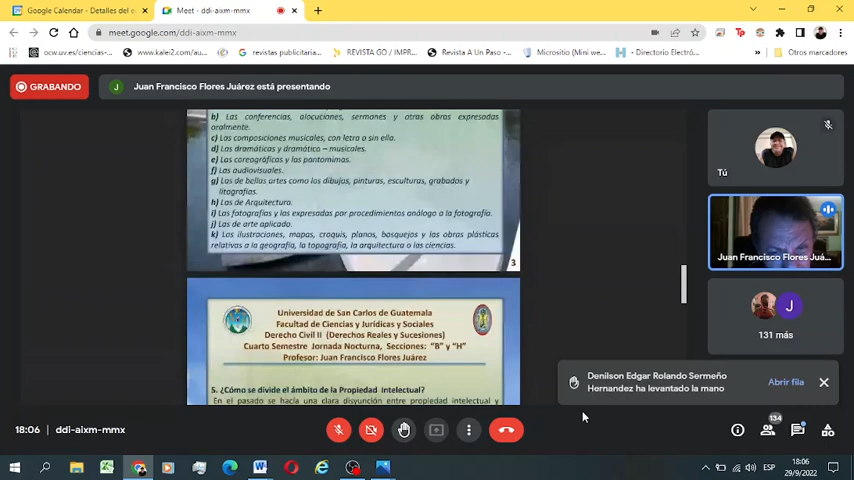 Google Calendar - Detalles del e
Meet - ddi-aixm-mmx
meet.google.com/ddi-aixm-mmx
ocw.uv.es/ciencias-...
www.kalei2.com/auk...
revistas publicitaria...
REVISTA GO / IMPR...
Revista A Un Paso -...
Micrositio (Mini we...
- Directorio Electró...
Otros marcadores
GRABANDO
J
Juan Francisco Flores Juárez está presentando
b) Las conferencias, alocuciones, sermones y otras obras expresadas
oralmente.
c) Las composiciones musicales, con letra o sin ella.
d) Las dramáticas y dramático – musicales.
e) Las coreográficas y las pantomimas.
f) Las audiovisuales.
g) Las de bellas artes como los dibujos, pinturas, esculturas, grabados y
litografías.
h) Las de Arquitectura.
i) Las fotografías y las expresadas por procedimientos análogo a la fotografía.
j) Las de arte aplicado.
k) Las ilustraciones, mapas, croquis, planos, bosquejos y las obras plásticas
relativas a la geografía, la topografía, la arquitectura o las ciencias.
3
Universidad de San Carlos de Guatemala
Facultad de Ciencias y Jurídicas y Sociales
Derecho Civil II (Derechos Reales y Sucesiones)
Cuarto Semestre Jornada Nocturna, Secciones: "B" y "H"
Profesor: Juan Francisco Flores Juárez
5. ¿Cómo se divide el ámbito de la Propiedad Intelectual?
En el pasado se hacía una clara disyunción entre propiedad intelectual y
Tú
Juan Francisco Flores Juá...
J
131 más
Denilson Edgar Rolando Sermeño
Hernandez ha levantado la mano
Abrir fila
18:06
ddi-aixm-mmx
134
ESP
18:06
29/9/2022